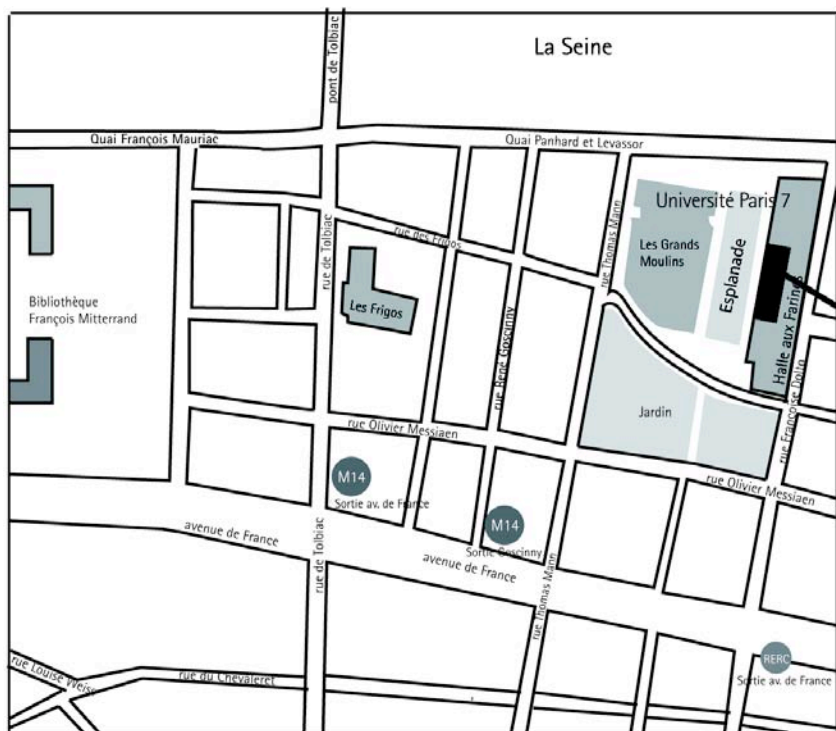 La Seine
pont de Tolbiac
Quai François Mauriac
Quai Panhard et Levassor
Université Paris 7
Les Grands
Moulins
Esplanade
Halle aux Farines
rue Thomas Mann
rue de Tolbiac
rue des Frigos
Les Frigos
Bibliothèque
François Mitterrand
rue René Goscinny
rue Françoise Dolto
Jardin
rue Olivier Messiaen
rue Olivier Messiaen
M14
Sortie av. de France
M14
Sortie Goscinny
avenue de France
avenue de France
rue de Tolbiac
rue Thomas Mann
RERC
Sortie av. de France
rue Louise Weiss
rue du Chevaleret